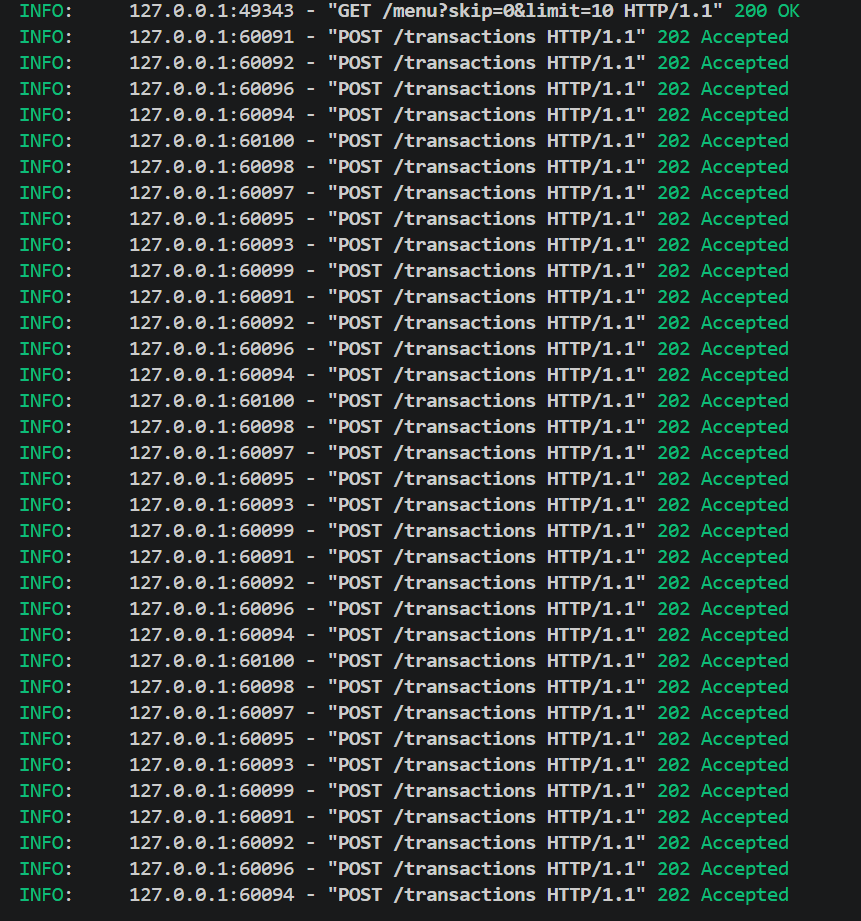 INFO:     127.0.0.1:49343 - "GET /menu?skip=0&limit=10 HTTP/1.1" 200 OK
INFO:     127.0.0.1:60091 - "POST /transactions HTTP/1.1" 202 Accepted
INFO:     127.0.0.1:60092 - "POST /transactions HTTP/1.1" 202 Accepted
INFO:     127.0.0.1:60096 - "POST /transactions HTTP/1.1" 202 Accepted
INFO:     127.0.0.1:60094 - "POST /transactions HTTP/1.1" 202 Accepted
INFO:     127.0.0.1:60100 - "POST /transactions HTTP/1.1" 202 Accepted
INFO:     127.0.0.1:60098 - "POST /transactions HTTP/1.1" 202 Accepted
INFO:     127.0.0.1:60097 - "POST /transactions HTTP/1.1" 202 Accepted
INFO:     127.0.0.1:60095 - "POST /transactions HTTP/1.1" 202 Accepted
INFO:     127.0.0.1:60093 - "POST /transactions HTTP/1.1" 202 Accepted
INFO:     127.0.0.1:60099 - "POST /transactions HTTP/1.1" 202 Accepted
INFO:     127.0.0.1:60091 - "POST /transactions HTTP/1.1" 202 Accepted
INFO:     127.0.0.1:60092 - "POST /transactions HTTP/1.1" 202 Accepted
INFO:     127.0.0.1:60096 - "POST /transactions HTTP/1.1" 202 Accepted
INFO:     127.0.0.1:60094 - "POST /transactions HTTP/1.1" 202 Accepted
INFO:     127.0.0.1:60100 - "POST /transactions HTTP/1.1" 202 Accepted
INFO:     127.0.0.1:60098 - "POST /transactions HTTP/1.1" 202 Accepted
INFO:     127.0.0.1:60097 - "POST /transactions HTTP/1.1" 202 Accepted
INFO:     127.0.0.1:60095 - "POST /transactions HTTP/1.1" 202 Accepted
INFO:     127.0.0.1:60093 - "POST /transactions HTTP/1.1" 202 Accepted
INFO:     127.0.0.1:60099 - "POST /transactions HTTP/1.1" 202 Accepted
INFO:     127.0.0.1:60091 - "POST /transactions HTTP/1.1" 202 Accepted
INFO:     127.0.0.1:60092 - "POST /transactions HTTP/1.1" 202 Accepted
INFO:     127.0.0.1:60096 - "POST /transactions HTTP/1.1" 202 Accepted
INFO:     127.0.0.1:60094 - "POST /transactions HTTP/1.1" 202 Accepted
INFO:     127.0.0.1:60100 - "POST /transactions HTTP/1.1" 202 Accepted
INFO:     127.0.0.1:60098 - "POST /transactions HTTP/1.1" 202 Accepted
INFO:     127.0.0.1:60097 - "POST /transactions HTTP/1.1" 202 Accepted
INFO:     127.0.0.1:60095 - "POST /transactions HTTP/1.1" 202 Accepted
INFO:     127.0.0.1:60093 - "POST /transactions HTTP/1.1" 202 Accepted
INFO:     127.0.0.1:60099 - "POST /transactions HTTP/1.1" 202 Accepted
INFO:     127.0.0.1:60091 - "POST /transactions HTTP/1.1" 202 Accepted
INFO:     127.0.0.1:60092 - "POST /transactions HTTP/1.1" 202 Accepted
INFO:     127.0.0.1:60096 - "POST /transactions HTTP/1.1" 202 Accepted
INFO:     127.0.0.1:60094 - "POST /transactions HTTP/1.1" 202 Accepted